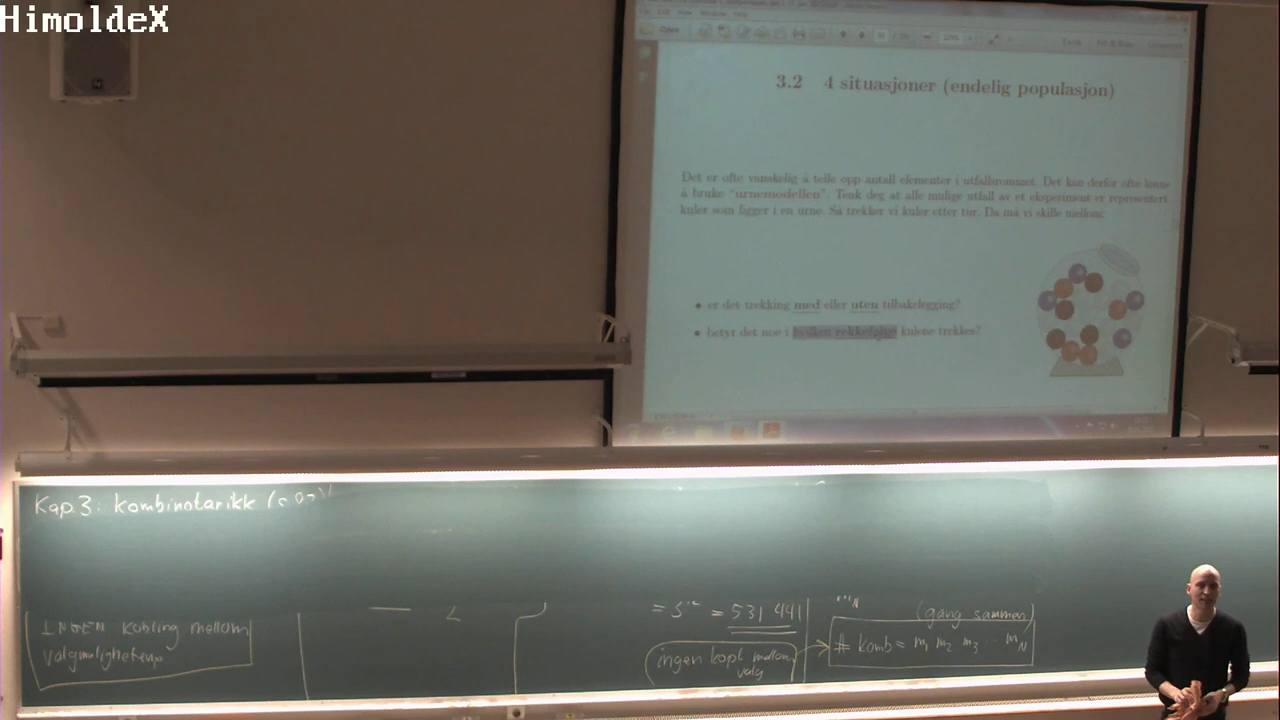 HimoldeX
3.2 4 situasjoner (endelig populasjon)
Det er ofte vanskelig å telle opp antall elementer i utfallsrommet. Det kan derfor ofte lønne
å bruke "urnemodellen". Tenk deg at alle mulige utfall av et eksperiment er representert
kuler som ligger i en urne. Så trekker vi kuler etter tur. Da må vi skille mellom:
• er det trekking med eller uten tilbakelegging?
• betyr det noe i hvilken rekkefølge kulene trekkes?
Kap.3: kombinatorikk
INGEN kobling mellom
valgmuligheten
= 531 441
ingen kopl mellom
valg
(gang sammen)
# komb = m1 m2 m3 ... mN